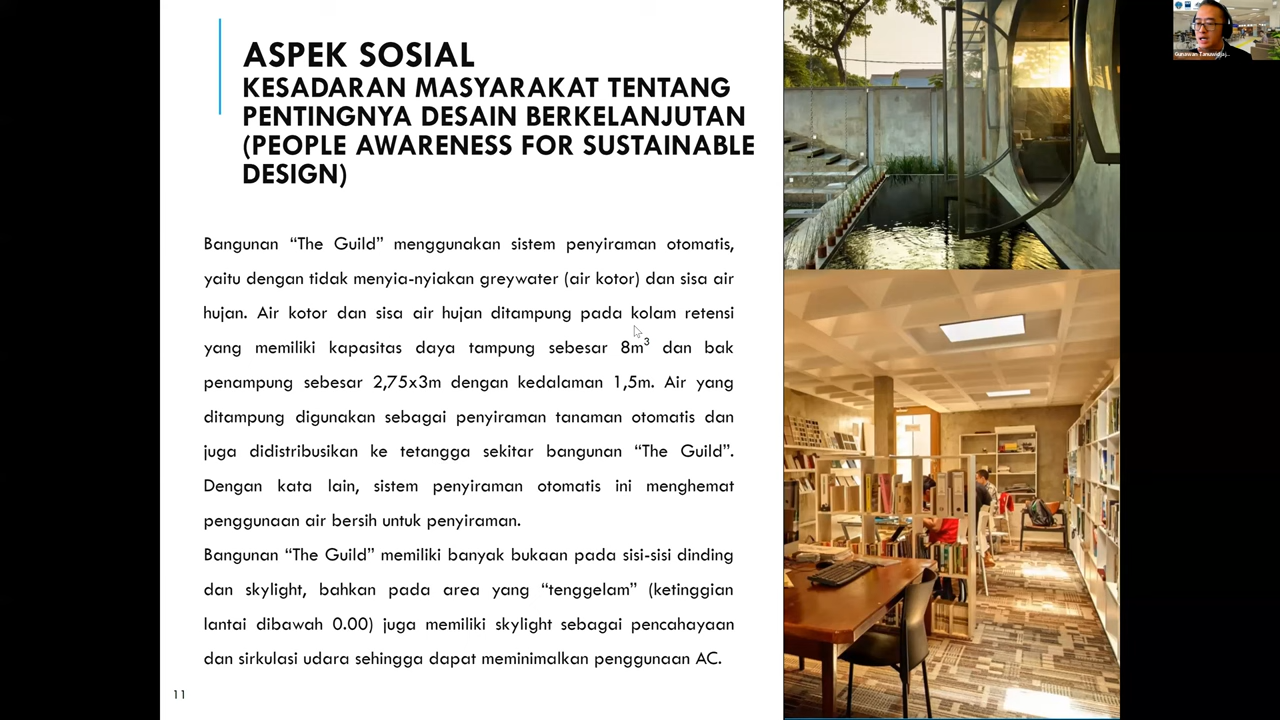 ASPEK SOSIAL
KESADARAN MASYARAKAT TENTANG
PENTINGNYA DESAIN BERKELANJUTAN
(PEOPLE AWARENESS FOR SUSTAINABLE
DESIGN)
Bangunan “The Guild” menggunakan sistem penyiraman otomatis,
yaitu dengan tidak menyia-nyiakan greywater (air kotor) dan sisa air
hujan. Air kotor dan sisa air hujan ditampung pada kolam retensi
yang memiliki kapasitas daya tampung sebesar 8m³ dan bak
penampung sebesar 2,75x3m dengan kedalaman 1,5m. Air yang
ditampung digunakan sebagai penyiraman tanaman otomatis dan
juga didistribusikan ke tetangga sekitar bangunan “The Guild”.
Dengan kata lain, sistem penyiraman otomatis ini menghemat
penggunaan air bersih untuk penyiraman.
Bangunan “The Guild” memiliki banyak bukaan pada sisi-sisi dinding
dan skylight, bahkan pada area yang “tenggelam” (ketinggian
lantai dibawah 0.00) juga memiliki skylight sebagai pencahayaan
dan sirkulasi udara sehingga dapat meminimalkan penggunaan AC.
11